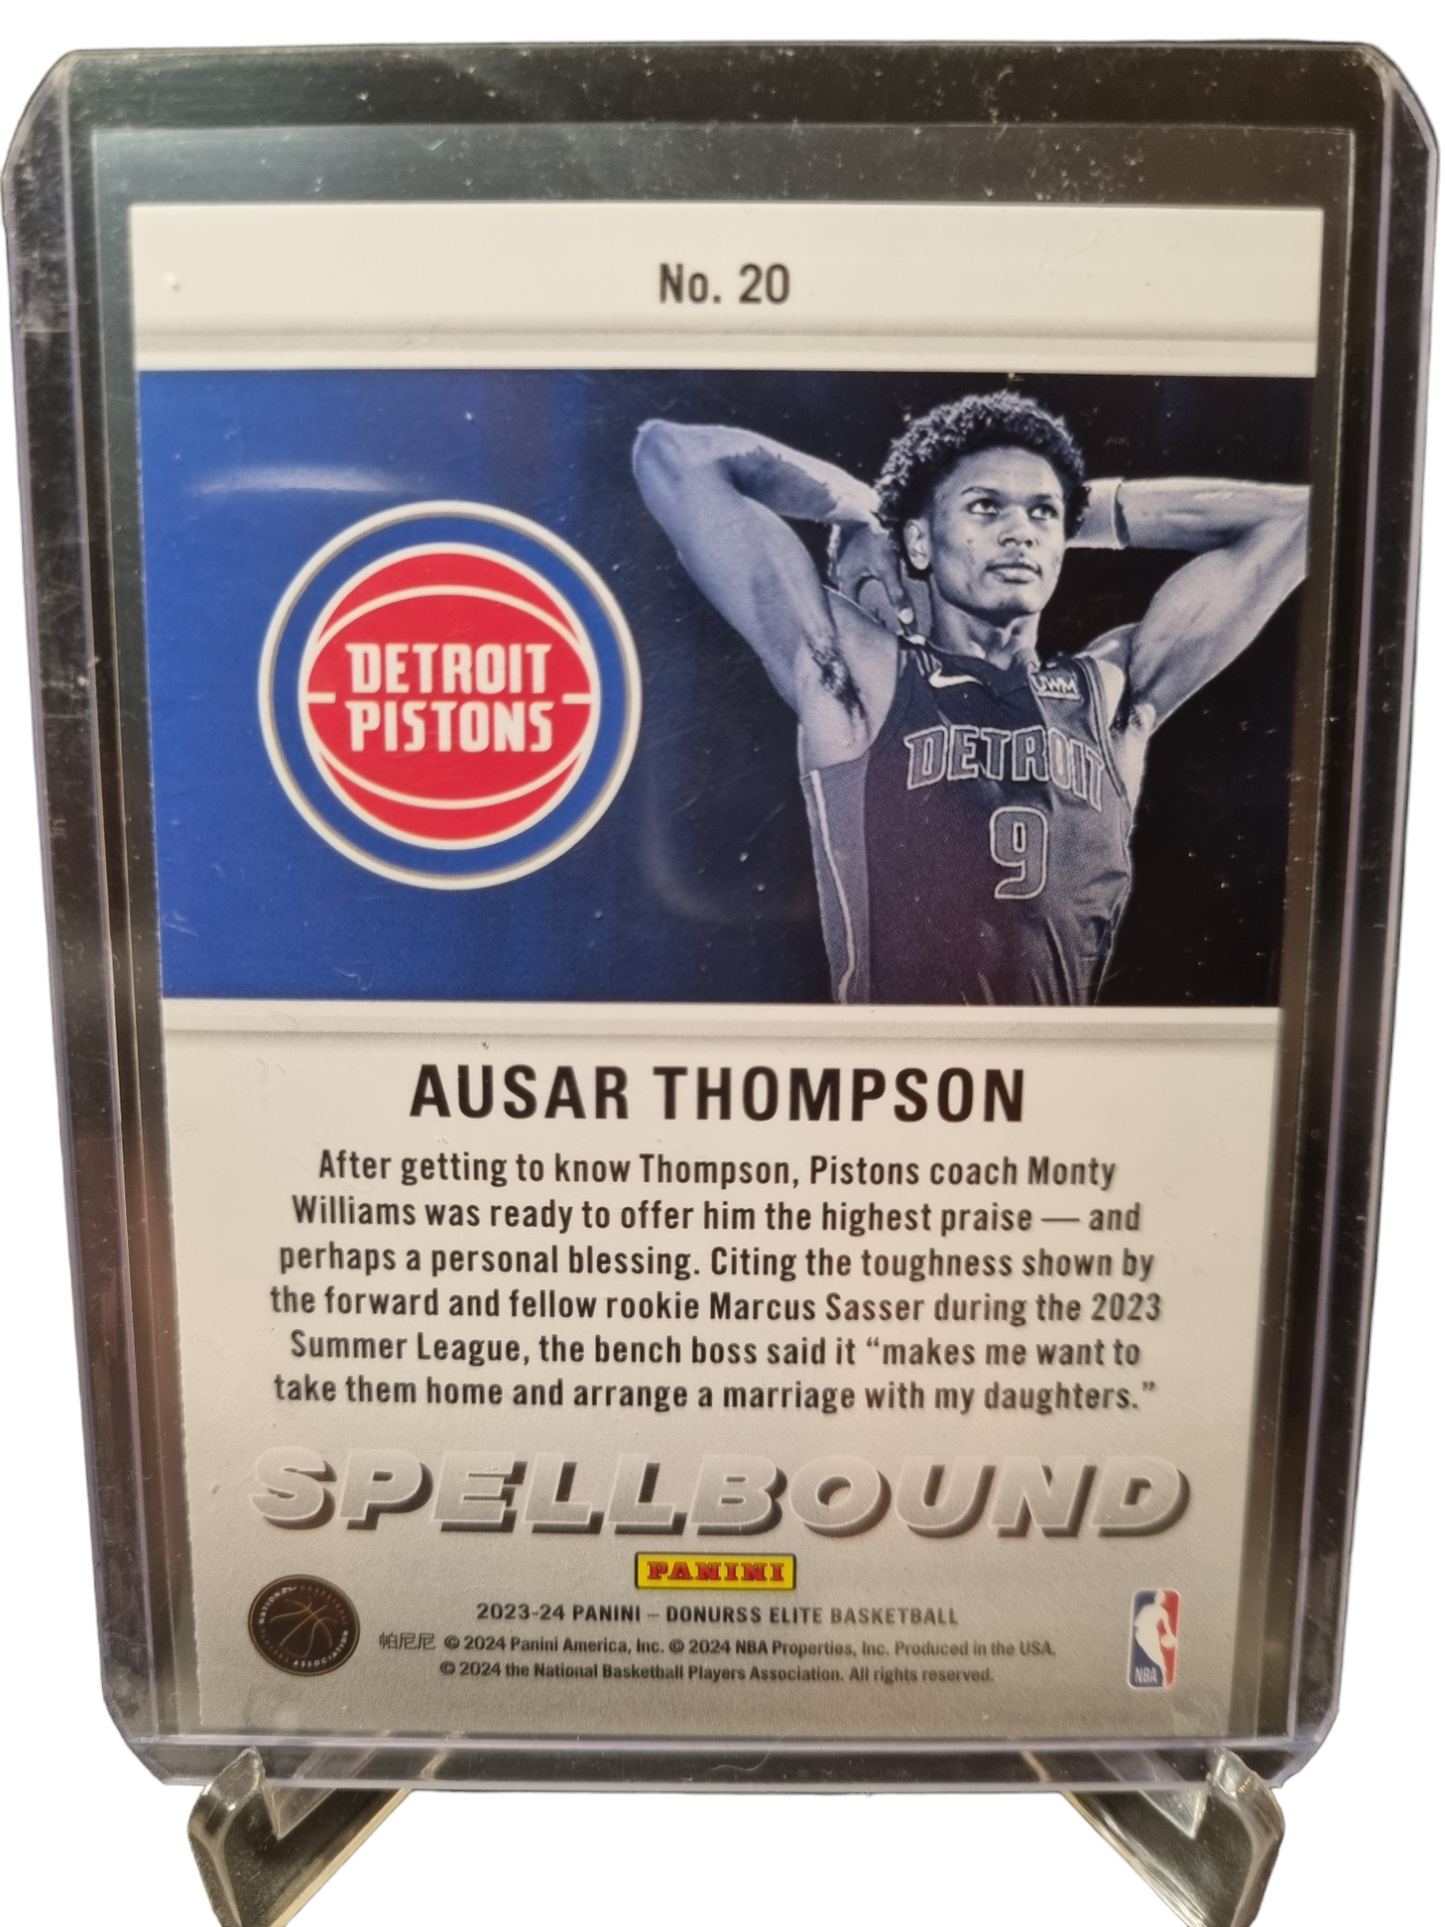 No. 20
DETROIT
PISTONS
UWM
DETROIT
9
AUSAR THOMPSON
After getting to know Thompson, Pistons coach Monty
Williams was ready to offer him the highest praise — and
perhaps a personal blessing. Citing the toughness shown by
the forward and fellow rookie Marcus Sasser during the 2023
Summer League, the bench boss said it “makes me want to
take them home and arrange a marriage with my daughters.”
SPELLBOUND
PANINI
2023-24 PANINI – DONURSS ELITE BASKETBALL
帕尼尼 © 2024 Panini America, Inc. © 2024 NBA Properties, Inc. Produced in the USA.
© 2024 the National Basketball Players Association. All rights reserved.
NATIONAL BASKETBALL PLAYERS ASSOCIATION
NBA